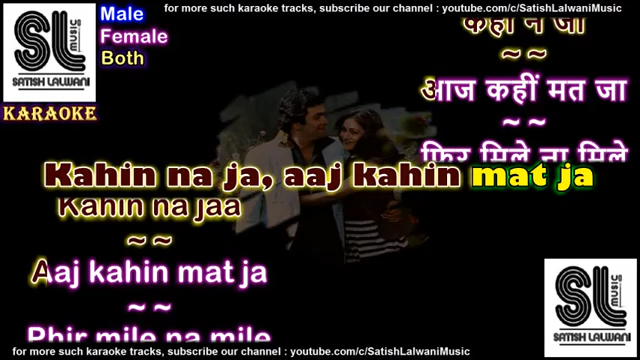 for more such karaoke tracks, subscribe our channel : youtube.com/c/SatishLalwaniMusic
SL
MUSIC
SATISH LALWANI
KARAOKE
Male
Female
Both
कहीं न जा
~ ~
आज कहीं मत जा
~ ~
फिर मिले ना मिले
Kahin na ja, aaj kahin mat ja
Kahin na jaa
~ ~
Aaj kahin mat ja
~ ~
Phir mile na mile
SL
MUSIC
SATISH LALWANI
for more such karaoke tracks, subscribe our channel : youtube.com/c/SatishLalwaniMusic